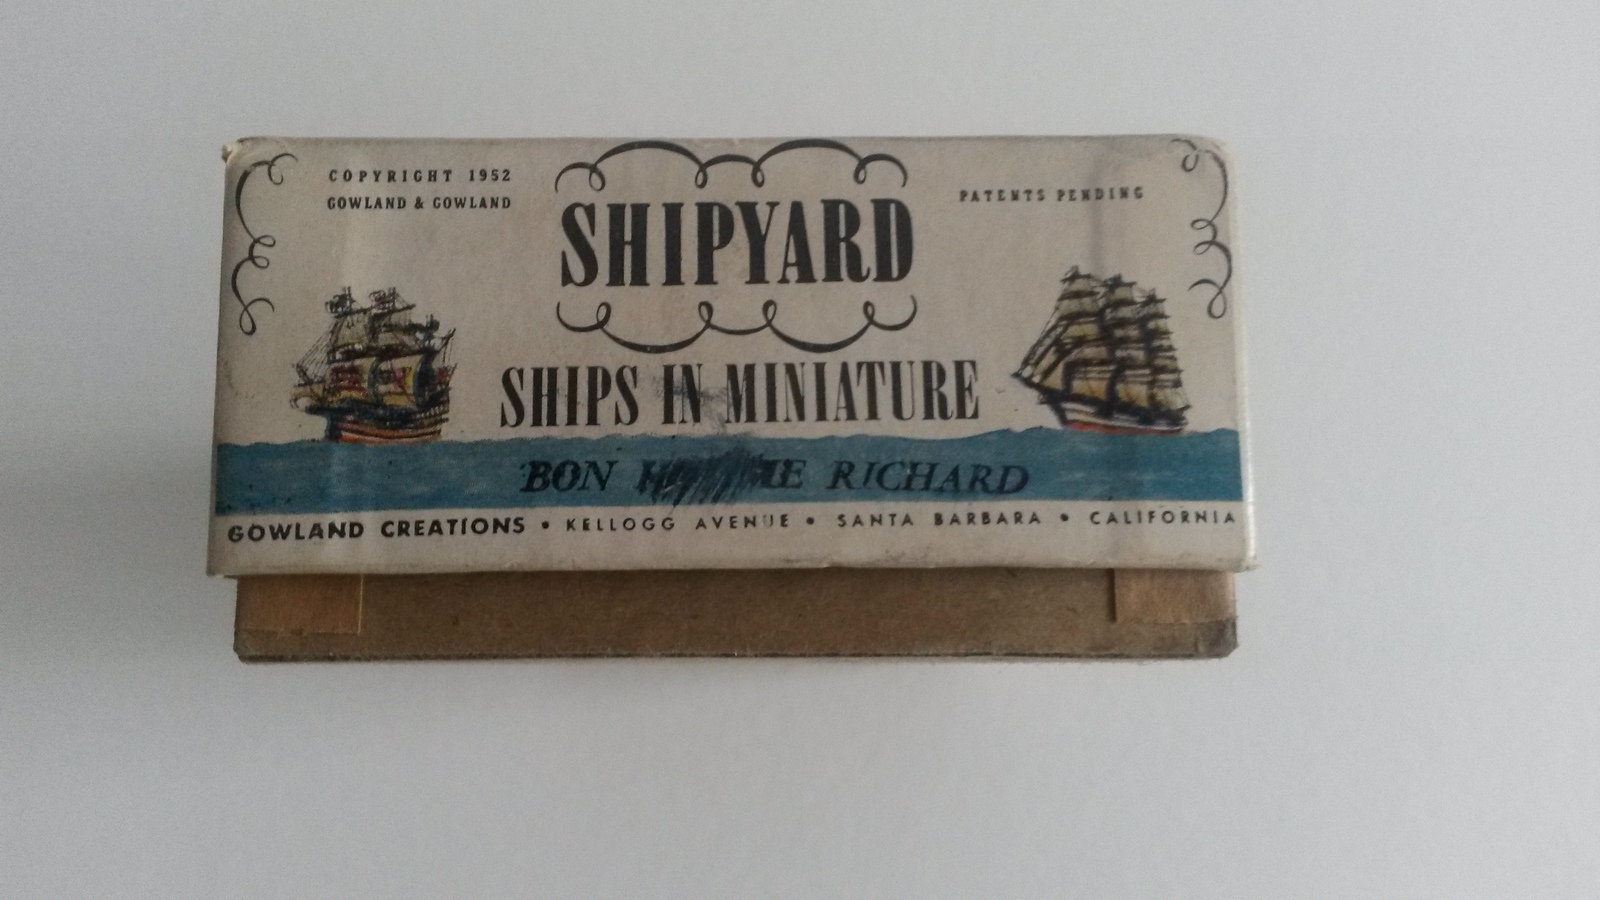 COPYRIGHT 1952
GOWLAND & GOWLAND
SHIPYARD
PATENTS PENDING
SHIPS IN MINIATURE
BON RICHARD
GOWLAND CREATIONS • KELLOGG AVENUE • SANTA BARBARA • CALIFORNIA